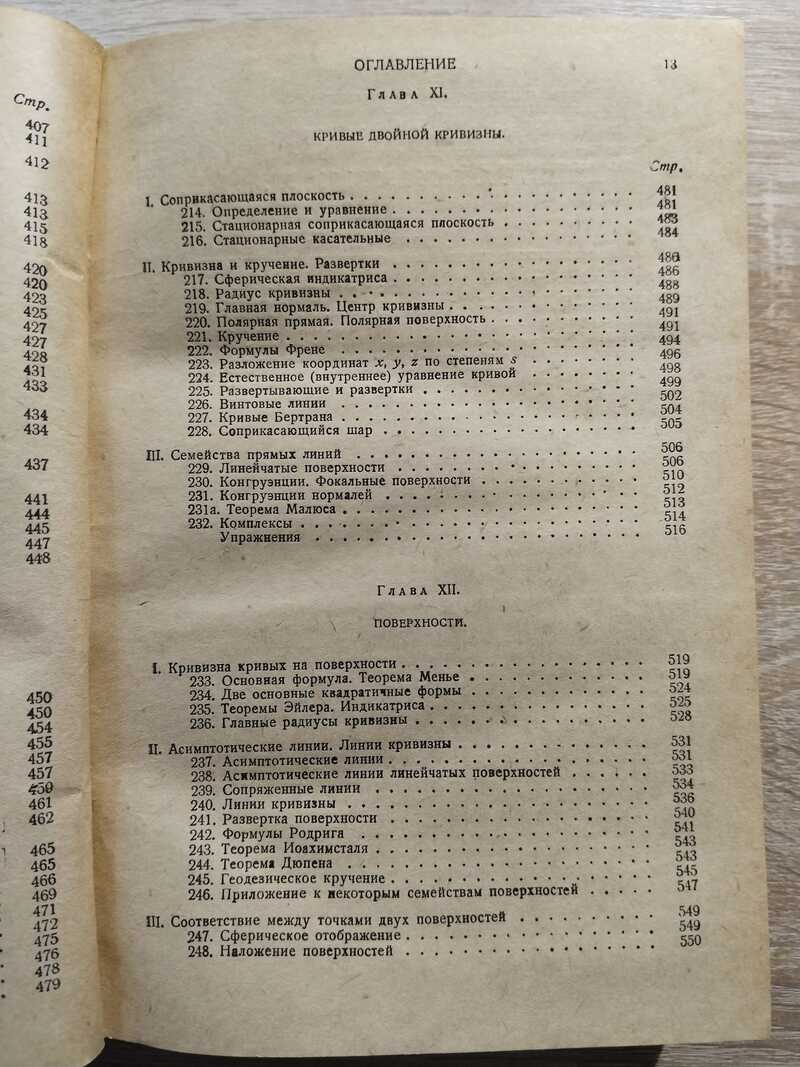 Стр.
407
411
412
413
413
415
418
420
420
423
425
427
427
428
431
433
434
434
437
441
444
445
447
448
450
450
454
455
457
457
459
461
462
465
465
466
469
471
472
475
476
478
479
ОГЛАВЛЕНИЕ 13
ГЛАВА XI.
КРИВЫЕ ДВОЙНОЙ КРИВИЗНЫ.
Стр.
I. Соприкасающаяся плоскость . . . . . . . . . . . . . . . . . . . . 481
214. Определение и уравнение . . . . . . . . . . . . . . . . . 481
215. Стационарная соприкасающаяся плоскость . . . . . . . . . 483
216. Стационарные касательные . . . . . . . . . . . . . . . . 484
II. Кривизна и кручение. Развертки . . . . . . . . . . . . . . . . . 486
217. Сферическая индикатриса . . . . . . . . . . . . . . . . . 486
218. Радиус кривизны . . . . . . . . . . . . . . . . . . . . . 488
219. Главная нормаль. Центр кривизны . . . . . . . . . . . . . 489
220. Полярная прямая. Полярная поверхность . . . . . . . . . . 491
221. Кручение . . . . . . . . . . . . . . . . . . . . . . . . 491
222. Формулы Френе . . . . . . . . . . . . . . . . . . . . . 494
223. Разложение координат x, y, z по степеням s . . . . . . . . 496
224. Естественное (внутреннее) уравнение кривой . . . . . . . . 498
225. Развертывающие и развертки . . . . . . . . . . . . . . . 499
226. Винтовые линии . . . . . . . . . . . . . . . . . . . . . 502
227. Кривые Бертрана . . . . . . . . . . . . . . . . . . . . . 504
228. Соприкасающийся шар . . . . . . . . . . . . . . . . . . 505
III. Семейства прямых линий . . . . . . . . . . . . . . . . . . . . 506
229. Линейчатые поверхности . . . . . . . . . . . . . . . . . 506
230. Конгруэнции. Фокальные поверхности . . . . . . . . . . . 510
231. Конгруэнции нормалей . . . . . . . . . . . . . . . . . . 512
231а. Теорема Малюса . . . . . . . . . . . . . . . . . . . . . 513
232. Комплексы . . . . . . . . . . . . . . . . . . . . . . . . 514
Упражнения . . . . . . . . . . . . . . . . . . . . . . . 516
ГЛАВА XII.
ПОВЕРХНОСТИ.
I. Кривизна кривых на поверхности . . . . . . . . . . . . . . . . . 519
233. Основная формула. Теорема Менье . . . . . . . . . . . . 519
234. Две основные квадратичные формы . . . . . . . . . . . . 524
235. Теоремы Эйлера. Индикатриса . . . . . . . . . . . . . . . 525
236. Главные радиусы кривизны . . . . . . . . . . . . . . . . 528
II. Асимптотические линии. Линии кривизны . . . . . . . . . . . . . 531
237. Асимптотические линии . . . . . . . . . . . . . . . . . . 531
238. Асимптотические линии линейчатых поверхностей . . . . . . 533
239. Сопряженные линии . . . . . . . . . . . . . . . . . . . 534
240. Линии кривизны . . . . . . . . . . . . . . . . . . . . . 536
241. Развертка поверхности . . . . . . . . . . . . . . . . . . 540
242. Формулы Родрига . . . . . . . . . . . . . . . . . . . . 541
243. Теорема Иоахимсталя . . . . . . . . . . . . . . . . . . . 543
244. Теорема Дюпена . . . . . . . . . . . . . . . . . . . . . 543
245. Геодезическое кручение . . . . . . . . . . . . . . . . . . 545
246. Приложение к некоторым семействам поверхностей . . . . . 547
III. Соответствие между точками двух поверхностей . . . . . . . . . . 549
247. Сферическое отображение . . . . . . . . . . . . . . . . . 549
248. Наложение поверхностей . . . . . . . . . . . . . . . . . 550